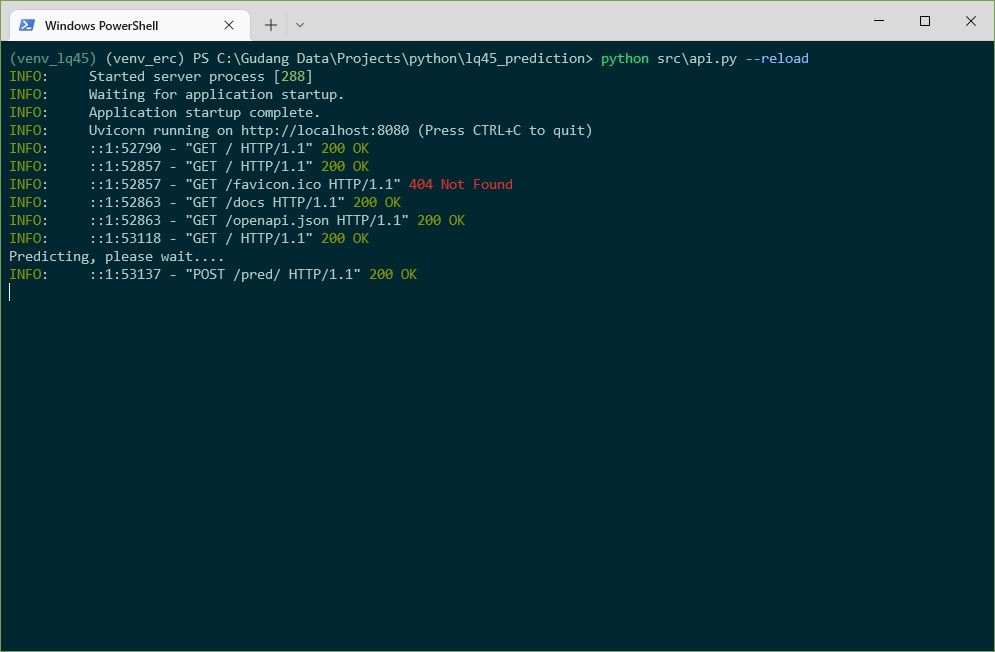 Windows PowerShell
(venv_lq45) (venv_erc) PS C:\Gudang Data\Projects\python\lq45_prediction> python src\api.py --reload
INFO:     Started server process [288]
INFO:     Waiting for application startup.
INFO:     Application startup complete.
INFO:     Uvicorn running on http://localhost:8080 (Press CTRL+C to quit)
INFO:     ::1:52790 - "GET / HTTP/1.1" 200 OK
INFO:     ::1:52857 - "GET / HTTP/1.1" 200 OK
INFO:     ::1:52857 - "GET /favicon.ico HTTP/1.1" 404 Not Found
INFO:     ::1:52863 - "GET /docs HTTP/1.1" 200 OK
INFO:     ::1:52863 - "GET /openapi.json HTTP/1.1" 200 OK
INFO:     ::1:53118 - "GET / HTTP/1.1" 200 OK
Predicting, please wait....
INFO:     ::1:53137 - "POST /pred/ HTTP/1.1" 200 OK